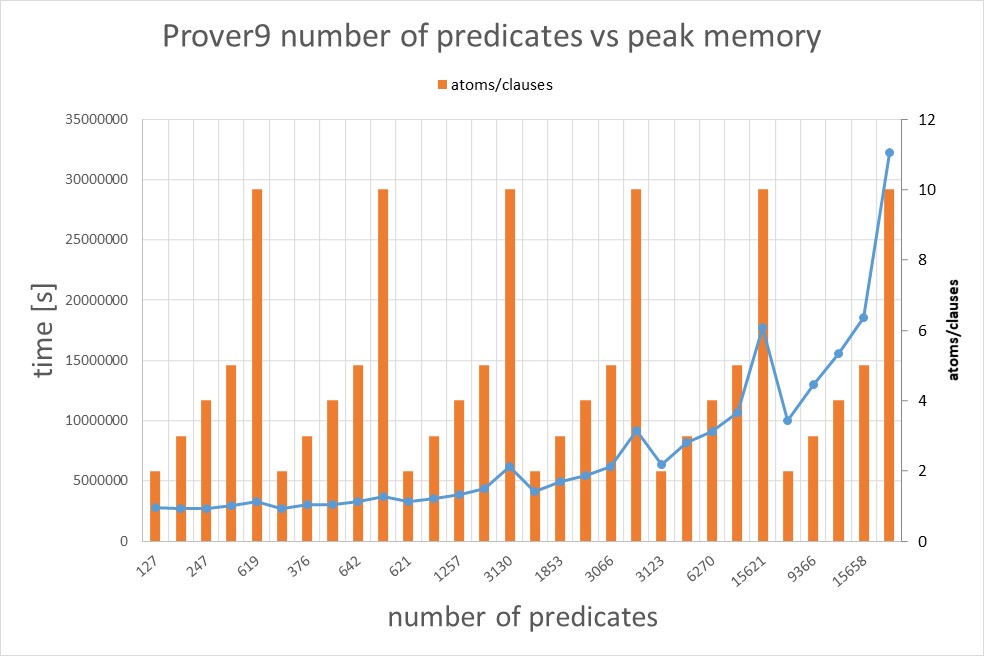 Prover9 number of predicates vs peak memory
atoms/clauses
35000000
30000000
25000000
20000000
15000000
10000000
5000000
0
time [s]
12
10
8
6
4
2
0
atoms/clauses
127 247 619 376 642 621 1257 3130 1853 3066 3123 6270 15621 9366 15658
number of predicates